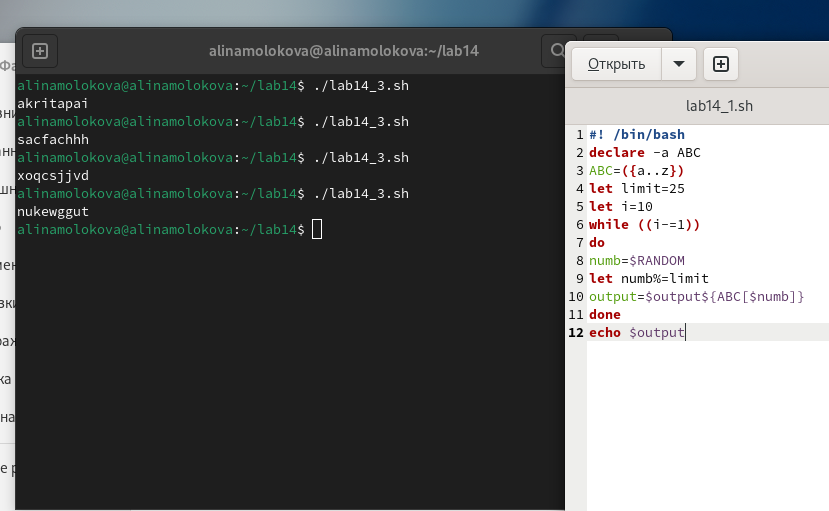 alinamolokova@alinamolokova:~/lab14
alinamolokova@alinamolokova:~/lab14$ ./lab14_3.sh
akritapai
alinamolokova@alinamolokova:~/lab14$ ./lab14_3.sh
sacfachhh
alinamolokova@alinamolokova:~/lab14$ ./lab14_3.sh
xoqcsjjvd
alinamolokova@alinamolokova:~/lab14$ ./lab14_3.sh
nukewggut
alinamolokova@alinamolokova:~/lab14$
Открыть
lab14_1.sh
1 #! /bin/bash
2 declare -a ABC
3 ABC=({a..z})
4 let limit=25
5 let i=10
6 while ((i-=1))
7 do
8 numb=$RANDOM
9 let numb%=limit
10 output=$output${ABC[$numb]}
11 done
12 echo $output